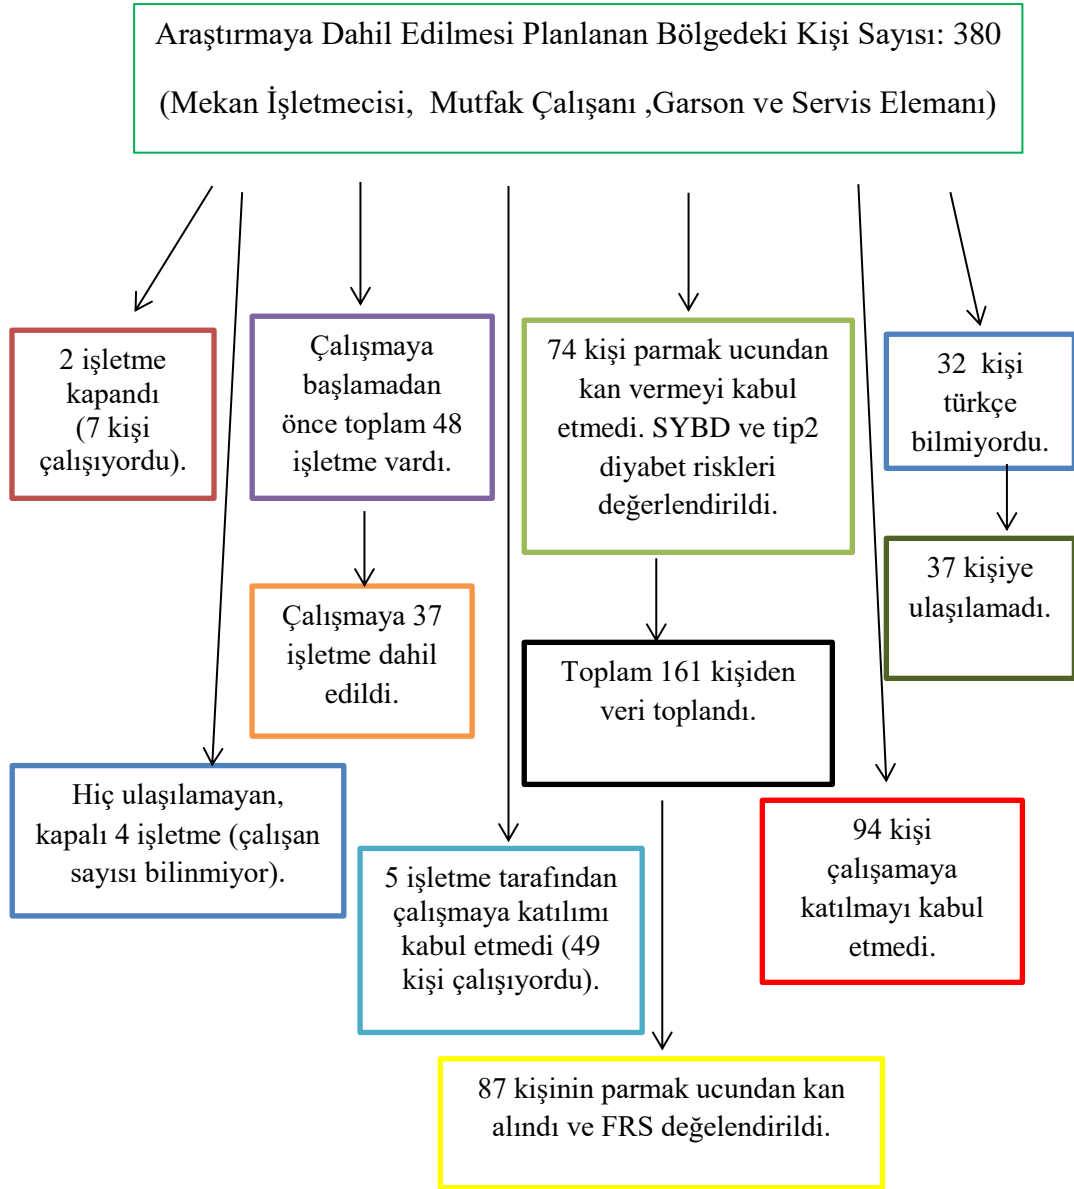 Araştırmaya Dahil Edilmesi Planlanan Bölgedeki Kişi Sayısı: 380
(Mekan İşletmecisi, Mutfak Çalışanı ,Garson ve Servis Elemanı)
2 işletme
kapandı
(7 kişi
çalışıyordu).
Çalışmaya
başlamadan
önce toplam 48
işletme vardı.
74 kişi parmak ucundan
kan vermeyi kabul
etmedi. SYBD ve tip2
diyabet riskleri
değerlendirildi.
32 kişi
türkçe
bilmiyordu.
37 kişiye
ulaşılamadı.
Çalışmaya 37
işletme dahil
edildi.
Toplam 161 kişiden
veri toplandı.
Hiç ulaşılamayan,
kapalı 4 işletme (çalışan
sayısı bilinmiyor).
5 işletme tarafından
çalışmaya katılımı
kabul etmedi (49
kişi çalışıyordu).
94 kişi
çalışamaya
katılmayı kabul
etmedi.
87 kişinin parmak ucundan kan
alındı ve FRS değelendirildi.